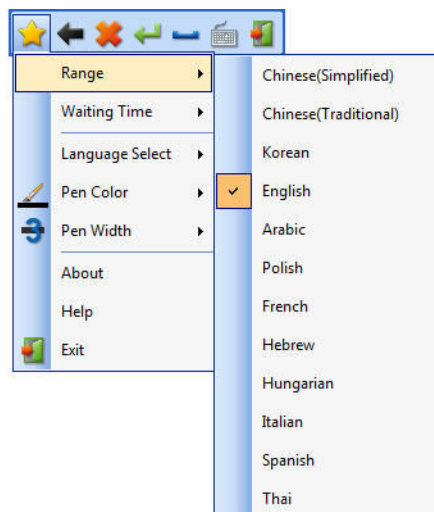 Range
Waiting Time
Language Select
Pen Color
3
Pen Width
About
Help
Exit
Chinese(Simplified)
Chinese(Traditional)
Korean
English
Arabic
Polish
French
Hebrew
Hungarian
Italian
Spanish
Thai